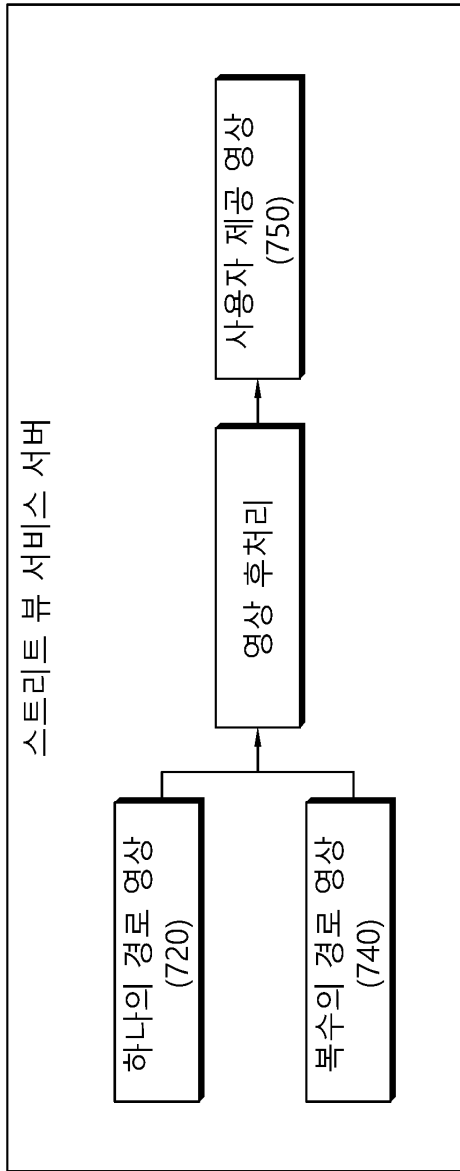 스트리트 뷰 서비스 서버
하나의 경로 영상
(720)
복수의 경로 영상
(740)
영상 후처리
사용자 제공 영상
(750)